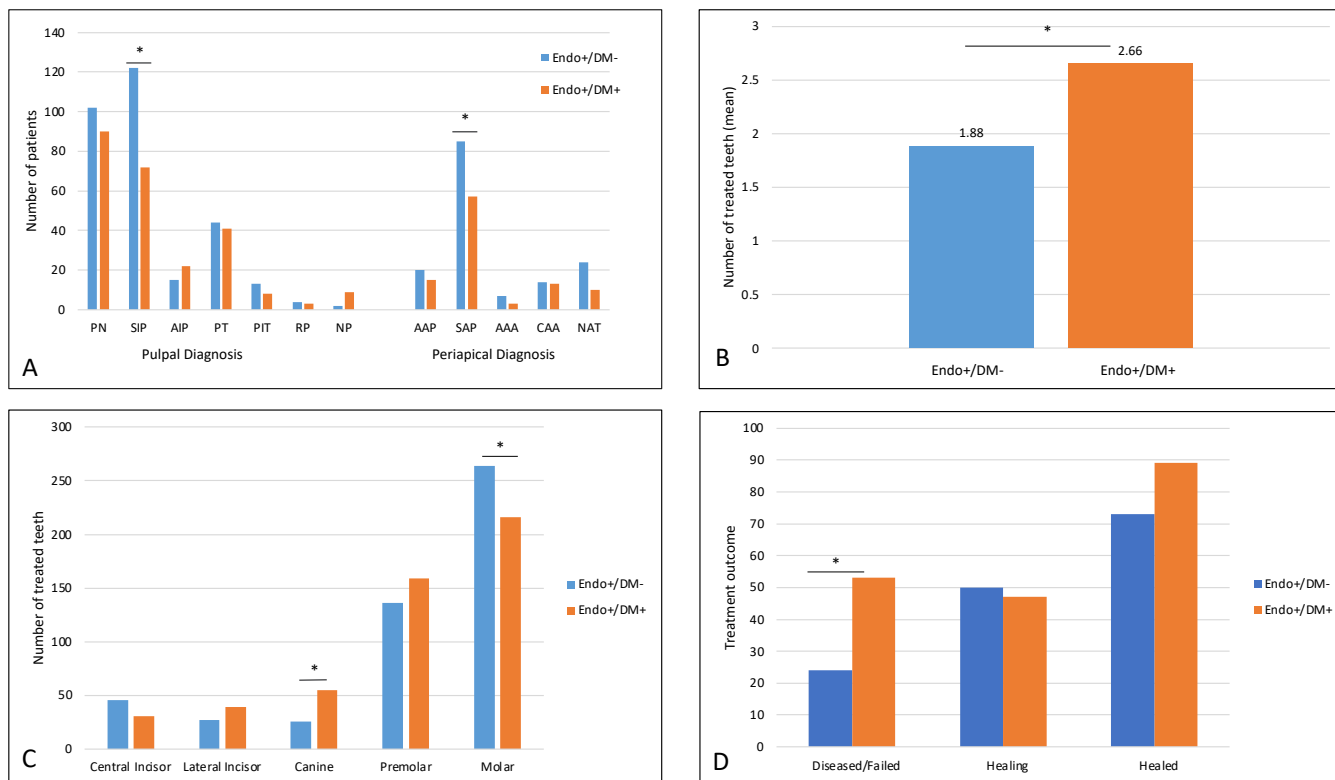 140
120
100
80
60
40
20
0
Number of patients
*
*
Endo+/DM-
Endo+/DM+
PN SIP AIP PT PIT RP NP AAP SAP AAA CAA NAT
Pulpal Diagnosis Periapical Diagnosis
A
3
2.5
2
1.5
1
0.5
0
Number of treated teeth (mean)
*
1.88
2.66
Endo+/DM- Endo+/DM+
B
300
250
200
150
100
50
0
Number of treated teeth
*
*
Endo+/DM-
Endo+/DM+
Central Incisor Lateral Incisor Canine Premolar Molar
C
100
90
80
70
60
50
40
30
20
10
0
Treatment outcome
*
Endo+/DM-
Endo+/DM+
Diseased/Failed Healing Healed
D